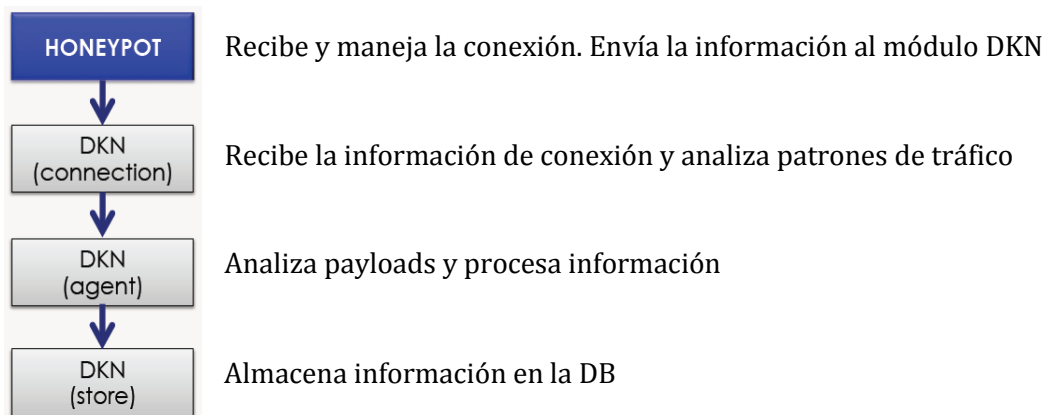 HONEYPOT
Recibe y maneja la conexión. Envía la información al módulo DKN
DKN
(connection)
Recibe la información de conexión y analiza patrones de tráfico
DKN
(agent)
Analiza payloads y procesa información
DKN
(store)
Almacena información en la DB